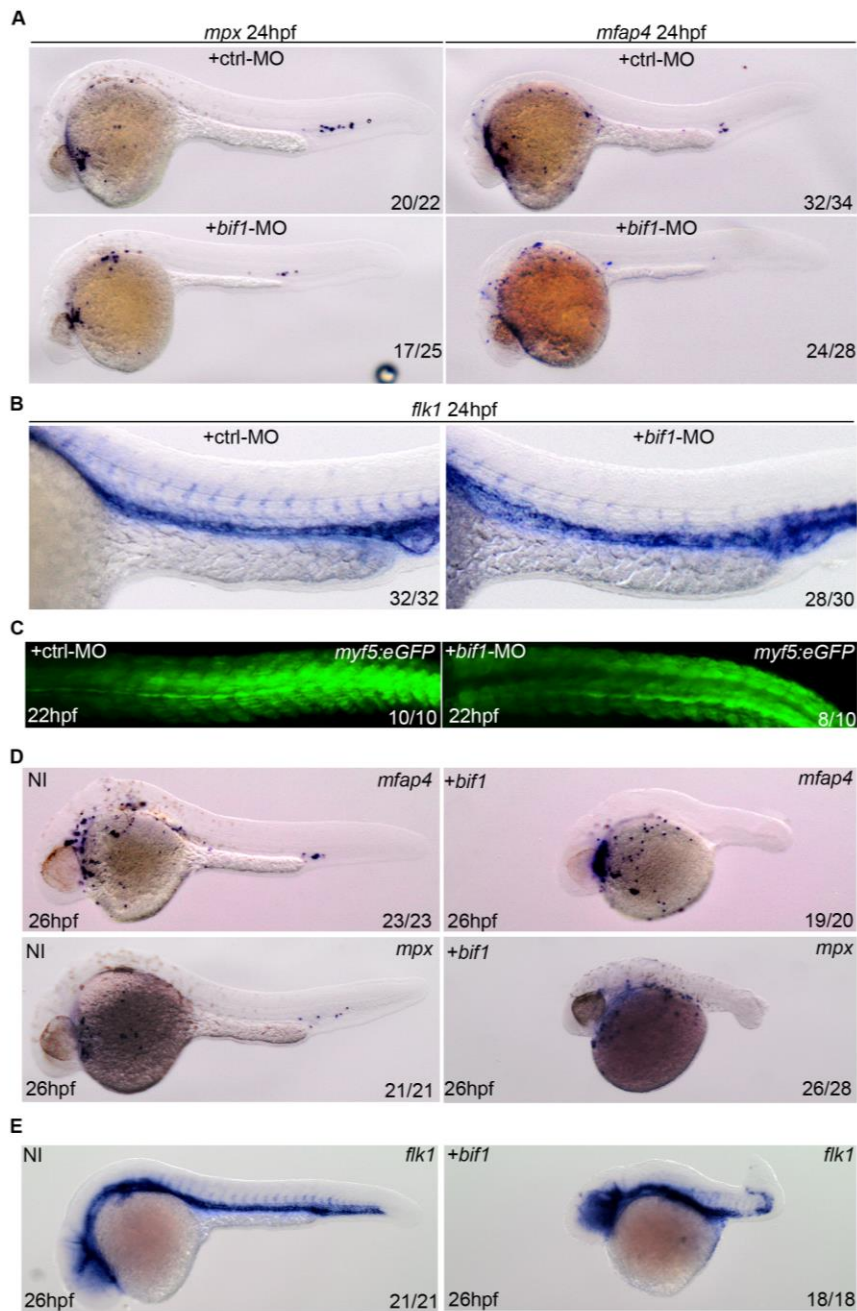 A
mpx 24hpf
mfap4 24hpf
+ctrl-MO
+ctrl-MO
20/22
32/34
+bif1-MO
+bif1-MO
17/25
24/28
B
flk1 24hpf
+ctrl-MO
+bif1-MO
32/32
28/30
C
+ctrl-MO
myf5:eGFP
+bif1-MO
myf5:eGFP
22hpf
10/10
22hpf
8/10
D
NI
mfap4
+bif1
mfap4
26hpf
23/23
26hpf
19/20
NI
mpx
+bif1
mpx
26hpf
21/21
26hpf
26/28
E
NI
flk1
+bif1
flk1
26hpf
21/21
26hpf
18/18